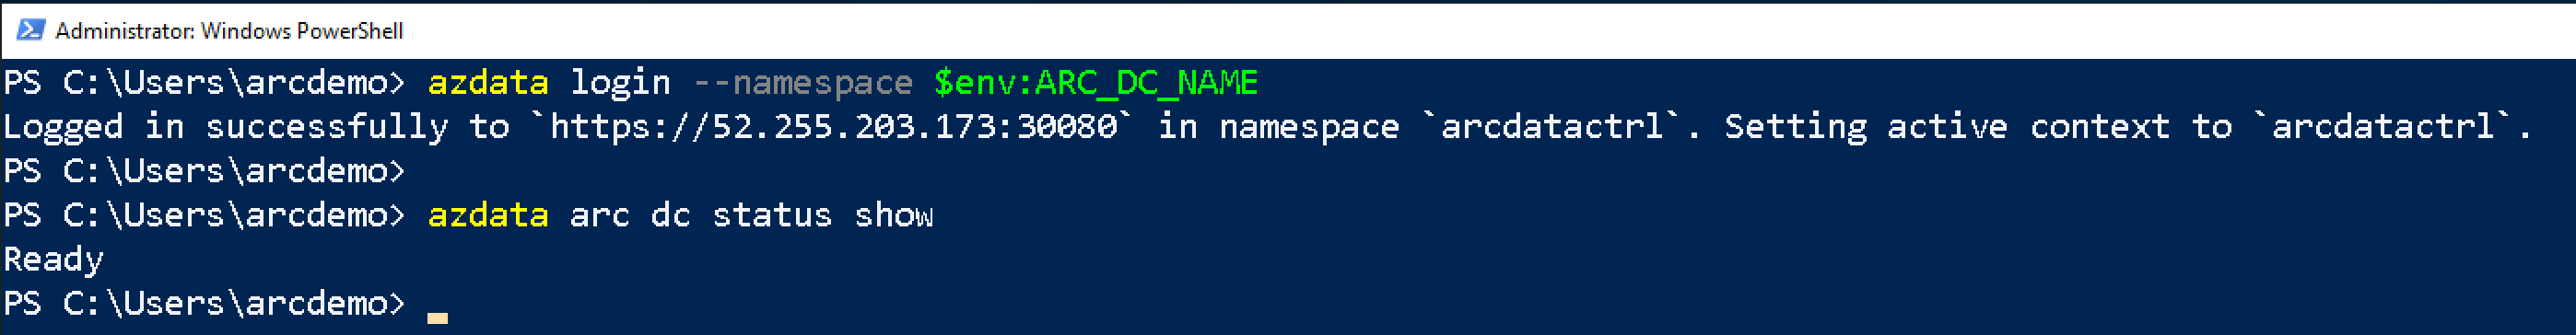 Administrator: Windows PowerShell
PS C:\Users\arcdemo> azdata login --namespace $env:ARC_DC_NAME
Logged in successfully to `https://52.255.203.173:30080` in namespace `arcdatactrl`. Setting active context to `arcdatactrl`.
PS C:\Users\arcdemo>
PS C:\Users\arcdemo> azdata arc dc status show
Ready
PS C:\Users\arcdemo>